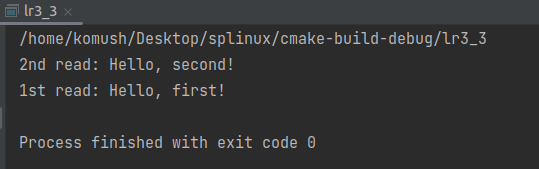 lr3_3
/home/komush/Desktop/splinux/cmake-build-debug/lr3_3
2nd read: Hello, second!
1st read: Hello, first!
Process finished with exit code 0